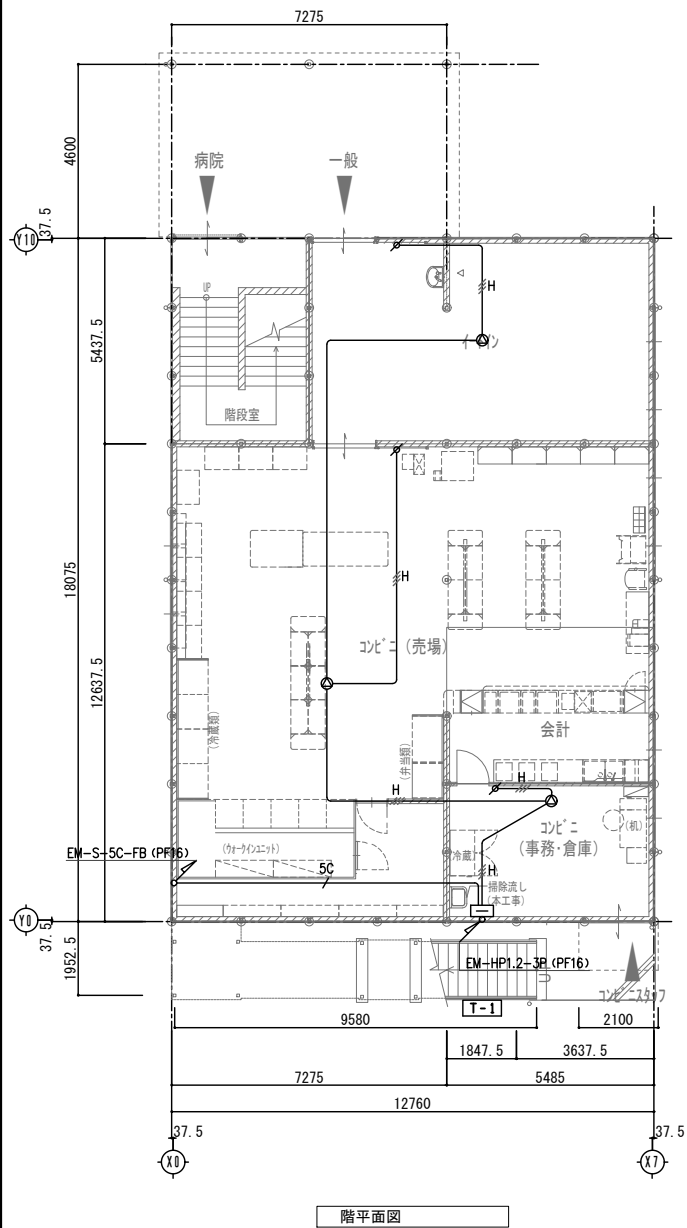 7275
4600
病院
一般
37.5
Y10
H
UP
イートイン
5437.5
階段室
18075
H
12637.5
コンビニ (売場)
(冷蔵類)
(弁当類)
会計
H
H
コンビニ
(事務・倉庫)
(机)
(ウォークインユニット)
EM-S-5C-FB (PF16)
5C
冷蔵
H
掃除流し
(本工事)
Y0
37.5
1952.5
EM-HP1.2-3P (PF16)
コンビニスタッフ
T-1
9580
2100
1847.5
3637.5
7275
5485
12760
37.5
37.5
X0
X7
階平面図